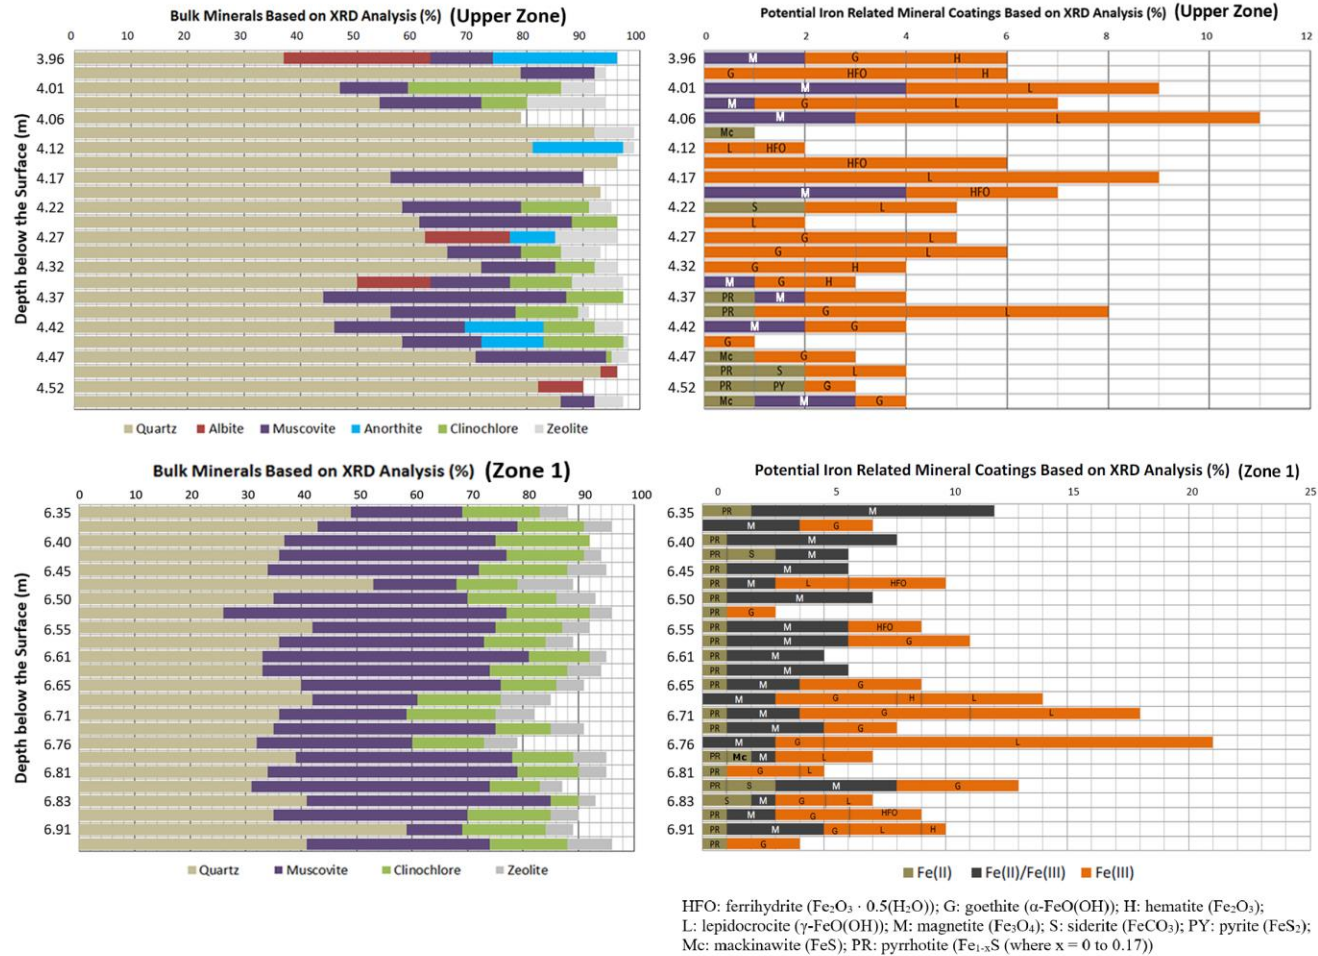 Bulk Minerals Based on XRD Analysis (%) (Upper Zone)
0 10 20 30 40 50 60 70 80 90 100
Depth below the Surface (m)
3.96
4.01
4.06
4.12
4.17
4.22
4.27
4.32
4.37
4.42
4.47
4.52
Quartz Albite Muscovite Anorthite Clinochlore Zeolite
Potential Iron Related Mineral Coatings Based on XRD Analysis (%) (Upper Zone)
0 2 4 6 8 10 12
3.96 M G H
G HFO H
4.01 M L
M G L
4.06 M L
Mc
4.12 L HFO
HFO
4.17 L
M HFO
4.22 S L
L
4.27 G L
G L
4.32 G H
M G H
4.37 PR M
PR G L
4.42 M G
G
4.47 Mc G
PR S L
4.52 PR PY G
Mc M G
Bulk Minerals Based on XRD Analysis (%) (Zone 1)
0 10 20 30 40 50 60 70 80 90 100
Depth below the Surface (m)
6.35
6.40
6.45
6.50
6.55
6.61
6.65
6.71
6.76
6.81
6.83
6.91
Quartz Muscovite Clinochlore Zeolite
Potential Iron Related Mineral Coatings Based on XRD Analysis (%) (Zone 1)
0 5 10 15 20 25
6.35 PR M
M G
6.40 PR M
PR S M
6.45 PR M
PR M L HFO
6.50 PR M
PR G
6.55 PR M HFO
PR M G
6.61 PR M
PR M
6.65 PR M G
M G H L
6.71 PR M G L
PR M G
6.76 M G L
PR Mc M L
6.81 PR G L
PR S M G
6.83 S M G L
PR M G HFO
6.91 PR M G L H
PR G
Fe(II) Fe(II)/Fe(III) Fe(III)
HFO: ferrihydrite (Fe₂O₃ · 0.5(H₂O)); G: goethite (α-FeO(OH)); H: hematite (Fe₂O₃);
L: lepidocrocite (γ-FeO(OH)); M: magnetite (Fe₃O₄); S: siderite (FeCO₃); PY: pyrite (FeS₂);
Mc: mackinawite (FeS); PR: pyrrhotite (Fe₁₋ₓS (where x = 0 to 0.17))